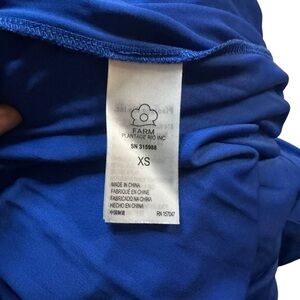 FARM
PLANTAGE RIO INC
SN 315988
XS
MADE IN CHINA
FABRIQUÉ EN CHINE
FABRICADO NA CHINA
HECHO EN CHINA
中国制造
RN 157047